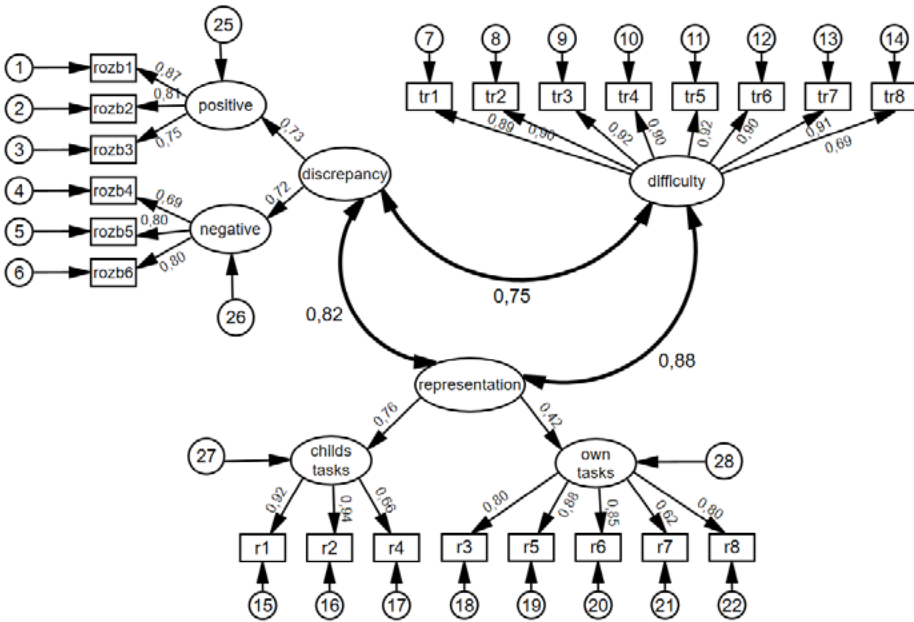 25
7 8 9 10 11 12 13 14
1 rozb1 0,87
2 rozb2 0,81 positive
3 rozb3 0,75 0,73
tr1 tr2 tr3 tr4 tr5 tr6 tr7 tr8
0,89 0,90 0,92 0,90 0,92 0,90 0,91 0,69
discrepancy difficulty
4 rozb4 0,69 0,72
5 rozb5 0,80 negative
6 rozb6 0,80
26
0,75
0,82
0,88
representation
0,76 0,42
27 childs
tasks
own
tasks 28
0,92 0,94 0,66 0,80 0,88 0,85 0,62 0,80
r1 r2 r4 r3 r5 r6 r7 r8
15 16 17 18 19 20 21 22